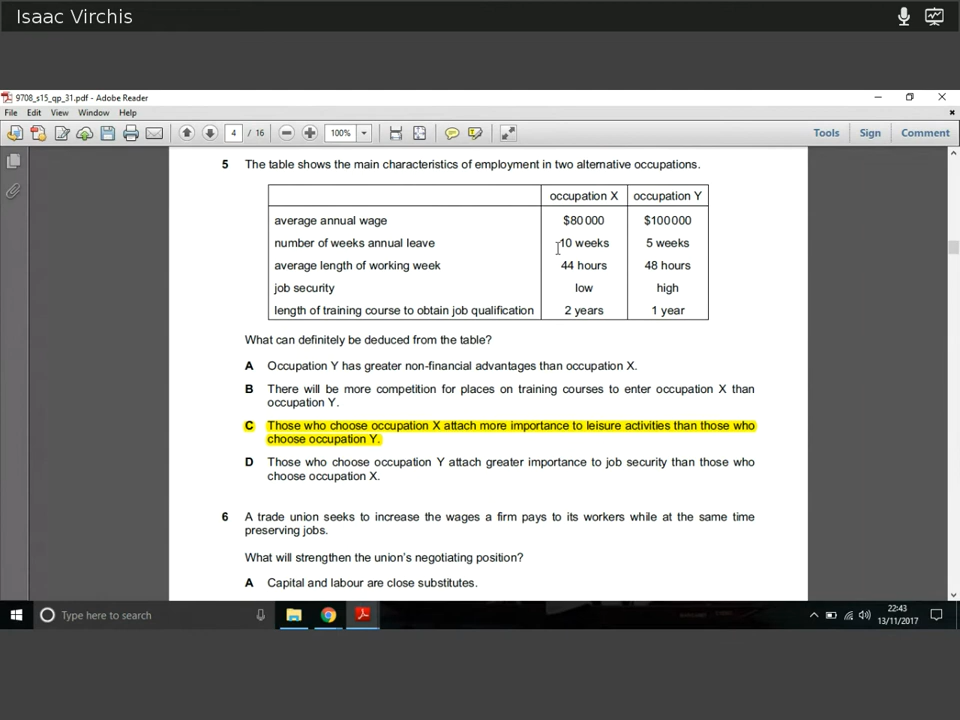 Isaac Virchis
9708_s15_qp_31.pdf - Adobe Reader
File Edit View Window Help
4 / 16 100% Tools Sign Comment
5 The table shows the main characteristics of employment in two alternative occupations.
occupation X occupation Y
average annual wage $80 000 $100 000
number of weeks annual leave 10 weeks 5 weeks
average length of working week 44 hours 48 hours
job security low high
length of training course to obtain job qualification 2 years 1 year
What can definitely be deduced from the table?
A Occupation Y has greater non-financial advantages than occupation X.
B There will be more competition for places on training courses to enter occupation X than
occupation Y.
C Those who choose occupation X attach more importance to leisure activities than those who
choose occupation Y.
D Those who choose occupation Y attach greater importance to job security than those who
choose occupation X.
6 A trade union seeks to increase the wages a firm pays to its workers while at the same time
preserving jobs.
What will strengthen the union's negotiating position?
A Capital and labour are close substitutes.
Type here to search
22:43
13/11/2017